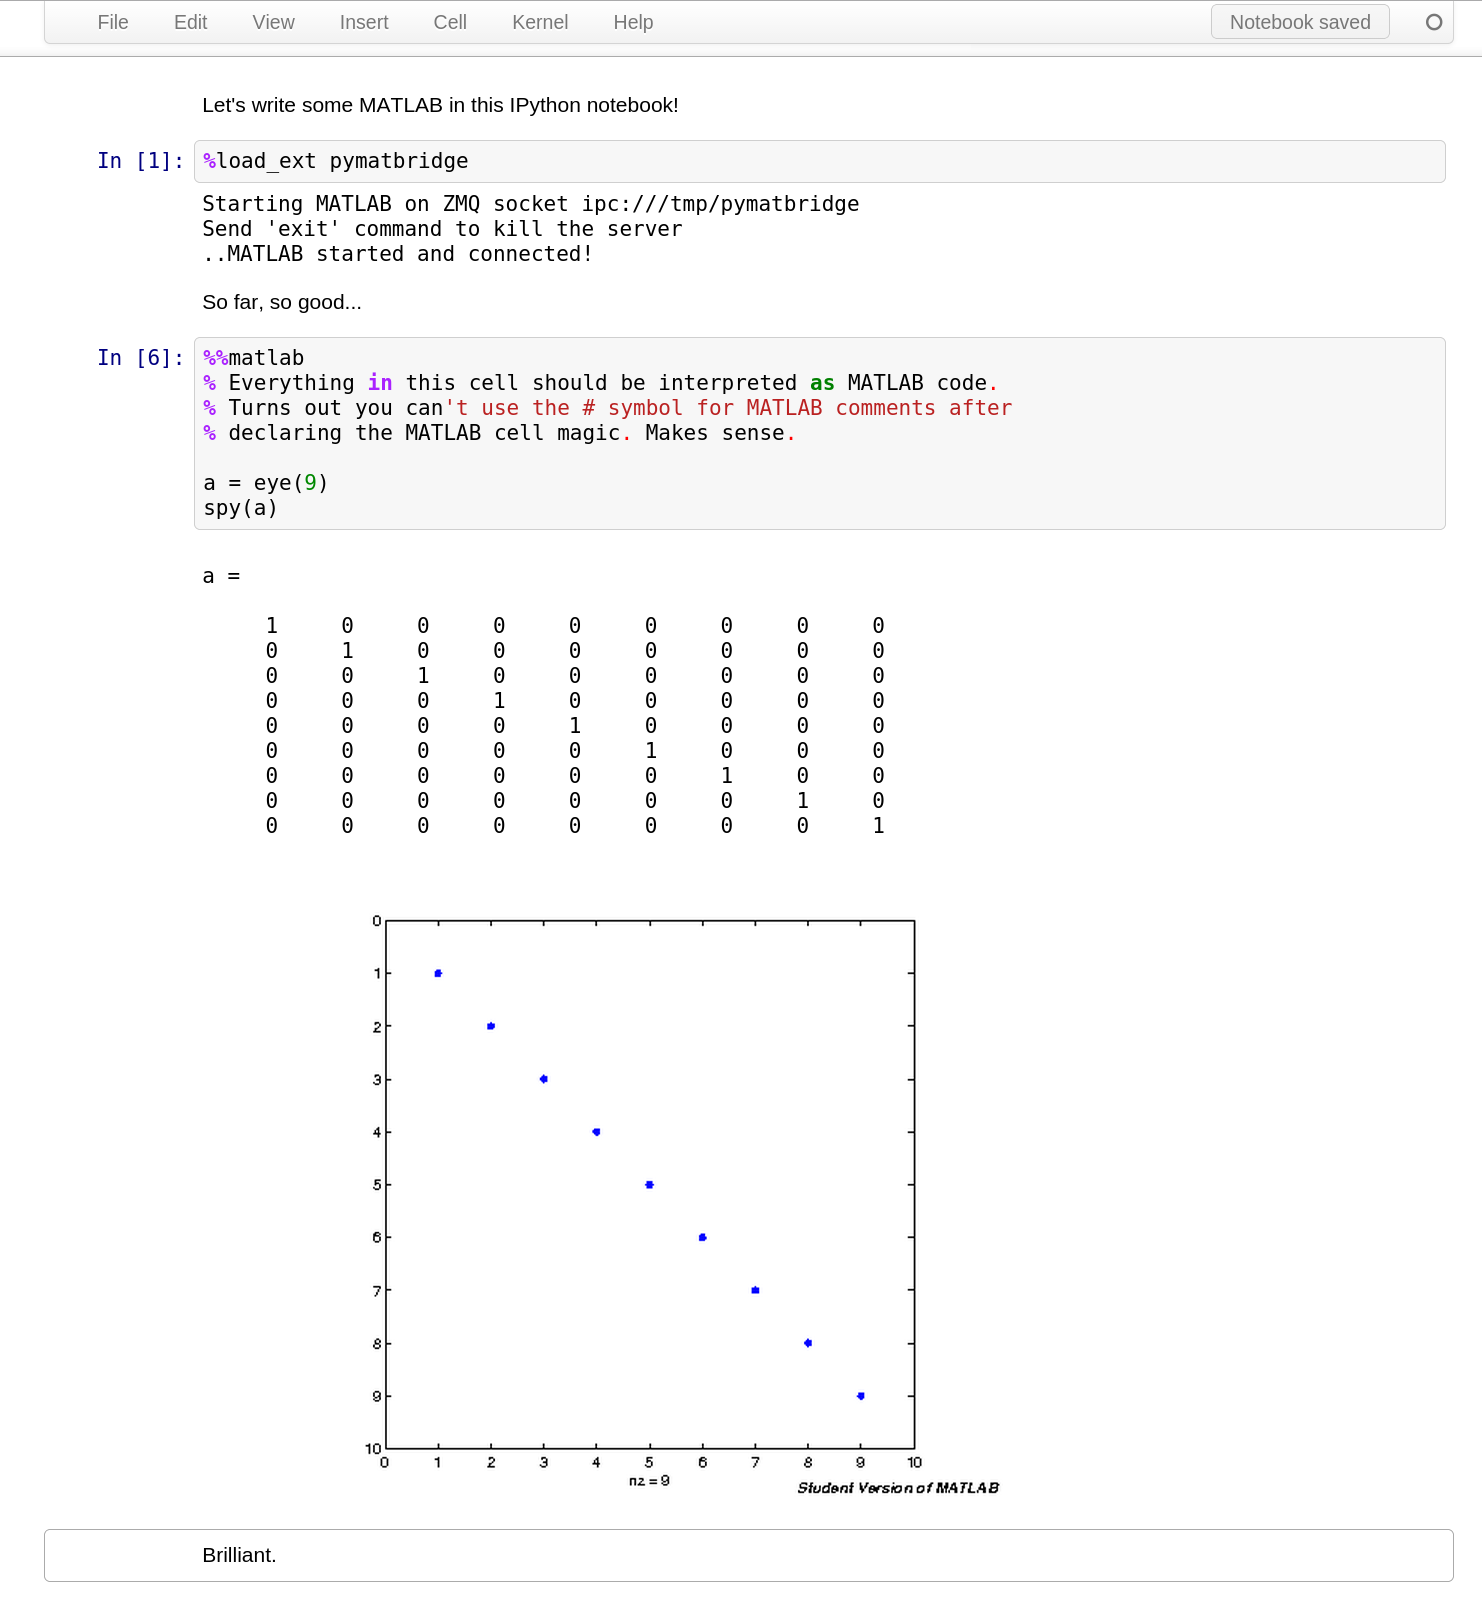 File Edit View Insert Cell Kernel Help Notebook saved
Let's write some MATLAB in this IPython notebook!
In [1]: %load_ext pymatbridge
Starting MATLAB on ZMQ socket ipc:///tmp/pymatbridge
Send 'exit' command to kill the server
..MATLAB started and connected!
So far, so good...
In [6]: %%matlab
% Everything in this cell should be interpreted as MATLAB code.
% Turns out you can't use the # symbol for MATLAB comments after
% declaring the MATLAB cell magic. Makes sense.
a = eye(9)
spy(a)
a =
1 0 0 0 0 0 0 0 0
0 1 0 0 0 0 0 0 0
0 0 1 0 0 0 0 0 0
0 0 0 1 0 0 0 0 0
0 0 0 0 1 0 0 0 0
0 0 0 0 0 1 0 0 0
0 0 0 0 0 0 1 0 0
0 0 0 0 0 0 0 1 0
0 0 0 0 0 0 0 0 1
0
1
2
3
4
5
6
7
8
9
10
0 1 2 3 4 5 6 7 8 9 10
nz = 9
Student Version of MATLAB
Brilliant.